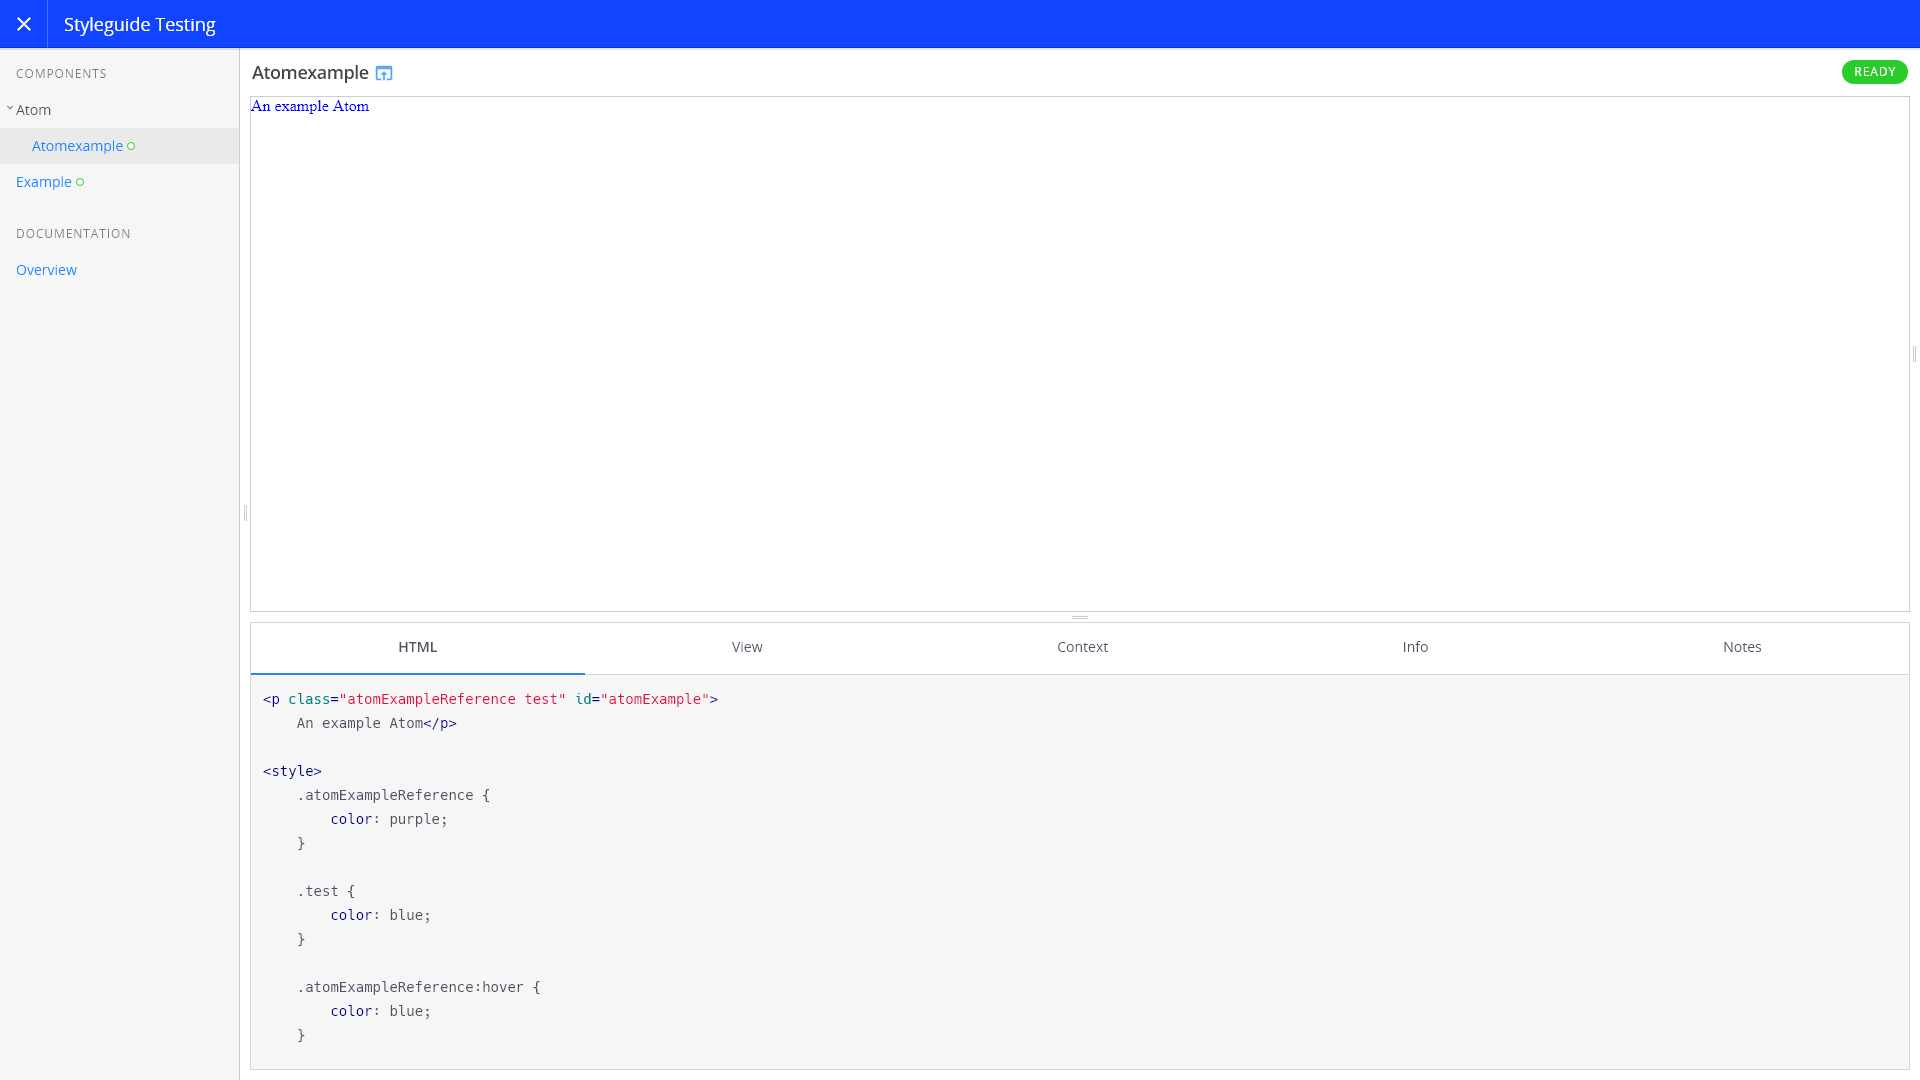 Styleguide Testing
COMPONENTS
Atom
Atomexample
Example
DOCUMENTATION
Overview
Atomexample
READY
An example Atom
HTML
View
Context
Info
Notes
<p class="atomExampleReference test" id="atomExample">
    An example Atom</p>
<style>
    .atomExampleReference {
        color: purple;
    }
    .test {
        color: blue;
    }
    .atomExampleReference:hover {
        color: blue;
    }